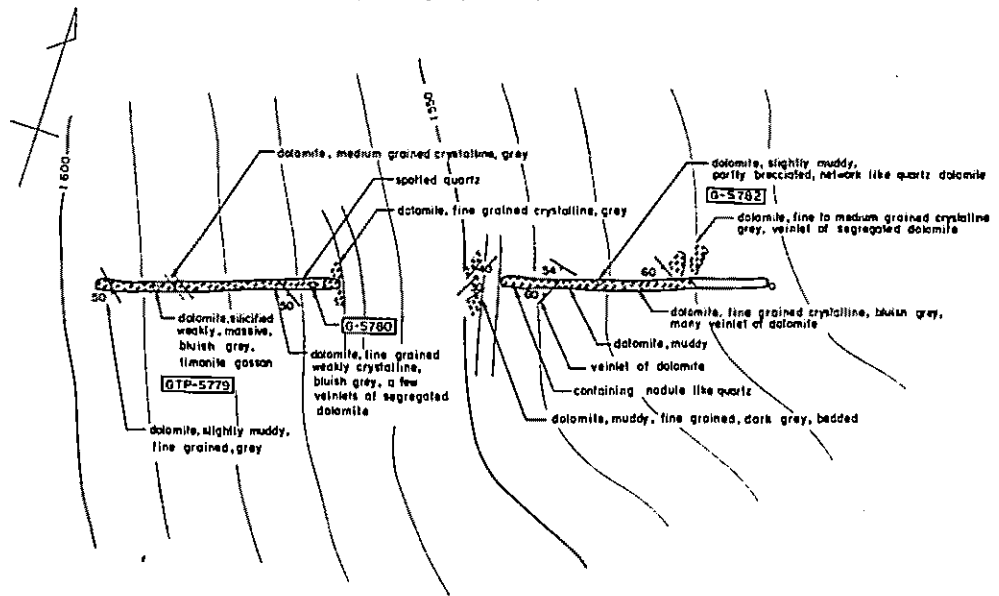 1600
1550
dolomite, medium grained crystalline, grey
spotted quartz
dolomite, fine grained crystalline, grey
dolomite, slightly muddy,
partly brecciated, network like quartz dolomite
G-5782
dolomite, fine to medium grained crystalline
grey, veinlet of segregated dolomite
50
50
40
60
54
60
dolomite, silicified
weakly, massive,
bluish grey,
limonite gossan
GTP-5779
G-5780
dolomite, fine grained
weakly crystalline,
bluish grey, a few
veinlets of segregated
dolomite
dolomite, slightly muddy,
fine grained, grey
dolomite, fine grained crystalline, bluish grey,
many veinlet of dolomite
dolomite, muddy
veinlet of dolomite
containing nodule like quartz
dolomite, muddy, fine grained, dark grey, bedded